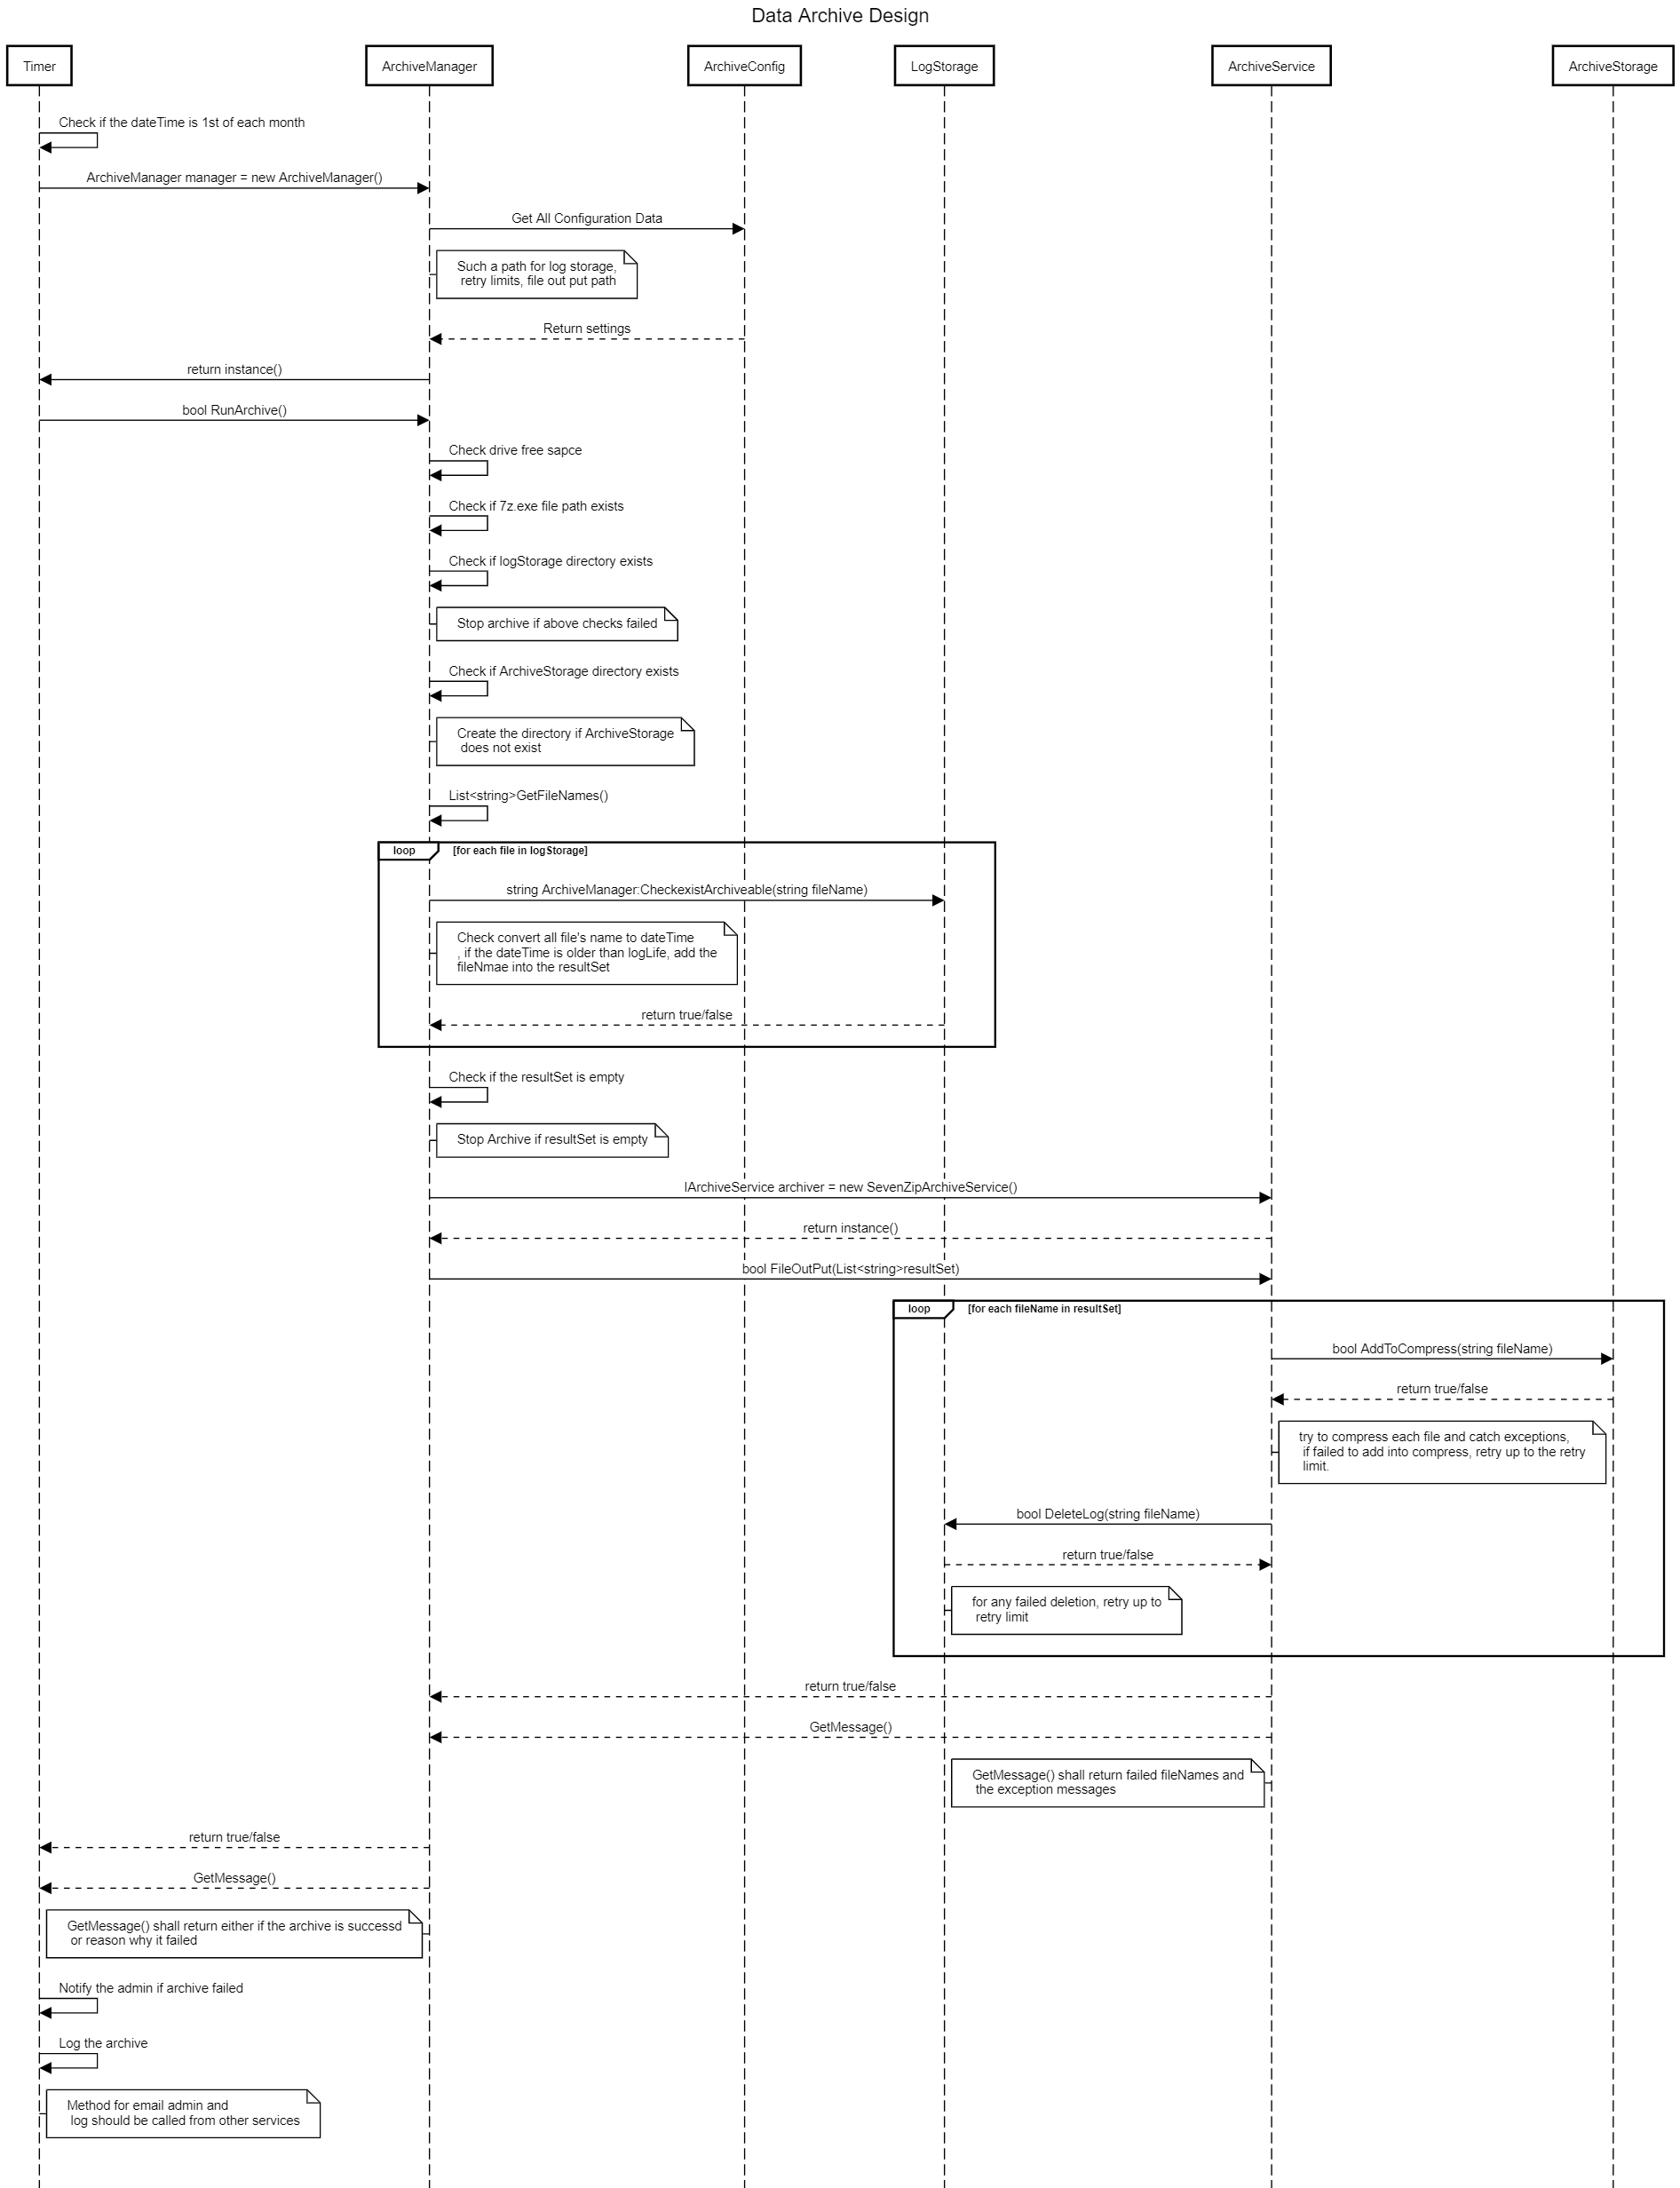 Data Archive Design
Timer
ArchiveManager
ArchiveConfig
LogStorage
ArchiveService
ArchiveStorage
Check if the dateTime is 1st of each month
ArchiveManager manager = new ArchiveManager()
Get All Configuration Data
Such a path for log storage,
retry limits, file out put path
Return settings
return instance()
bool RunArchive()
Check drive free sapce
Check if 7z.exe file path exists
Check if logStorage directory exists
Stop archive if above checks failed
Check if ArchiveStorage directory exists
Create the directory if ArchiveStorage
does not exist
List<string>GetFileNames()
loop
[for each file in logStorage]
string ArchiveManager:CheckexistArchiveable(string fileName)
Check convert all file's name to dateTime
, if the dateTime is older than logLife, add the
fileNmae into the resultSet
return true/false
Check if the resultSet is empty
Stop Archive if resultSet is empty
IArchiveService archiver = new SevenZipArchiveService()
return instance()
bool FileOutPut(List<string>resultSet)
loop
[for each fileName in resultSet]
bool AddToCompress(string fileName)
return true/false
try to compress each file and catch exceptions,
if failed to add into compress, retry up to the retry
limit.
bool DeleteLog(string fileName)
return true/false
for any failed deletion, retry up to
retry limit
return true/false
GetMessage()
GetMessage() shall return failed fileNames and
the exception messages
return true/false
GetMessage()
GetMessage() shall return either if the archive is successd
or reason why it failed
Notify the admin if archive failed
Log the archive
Method for email admin and
log should be called from other services